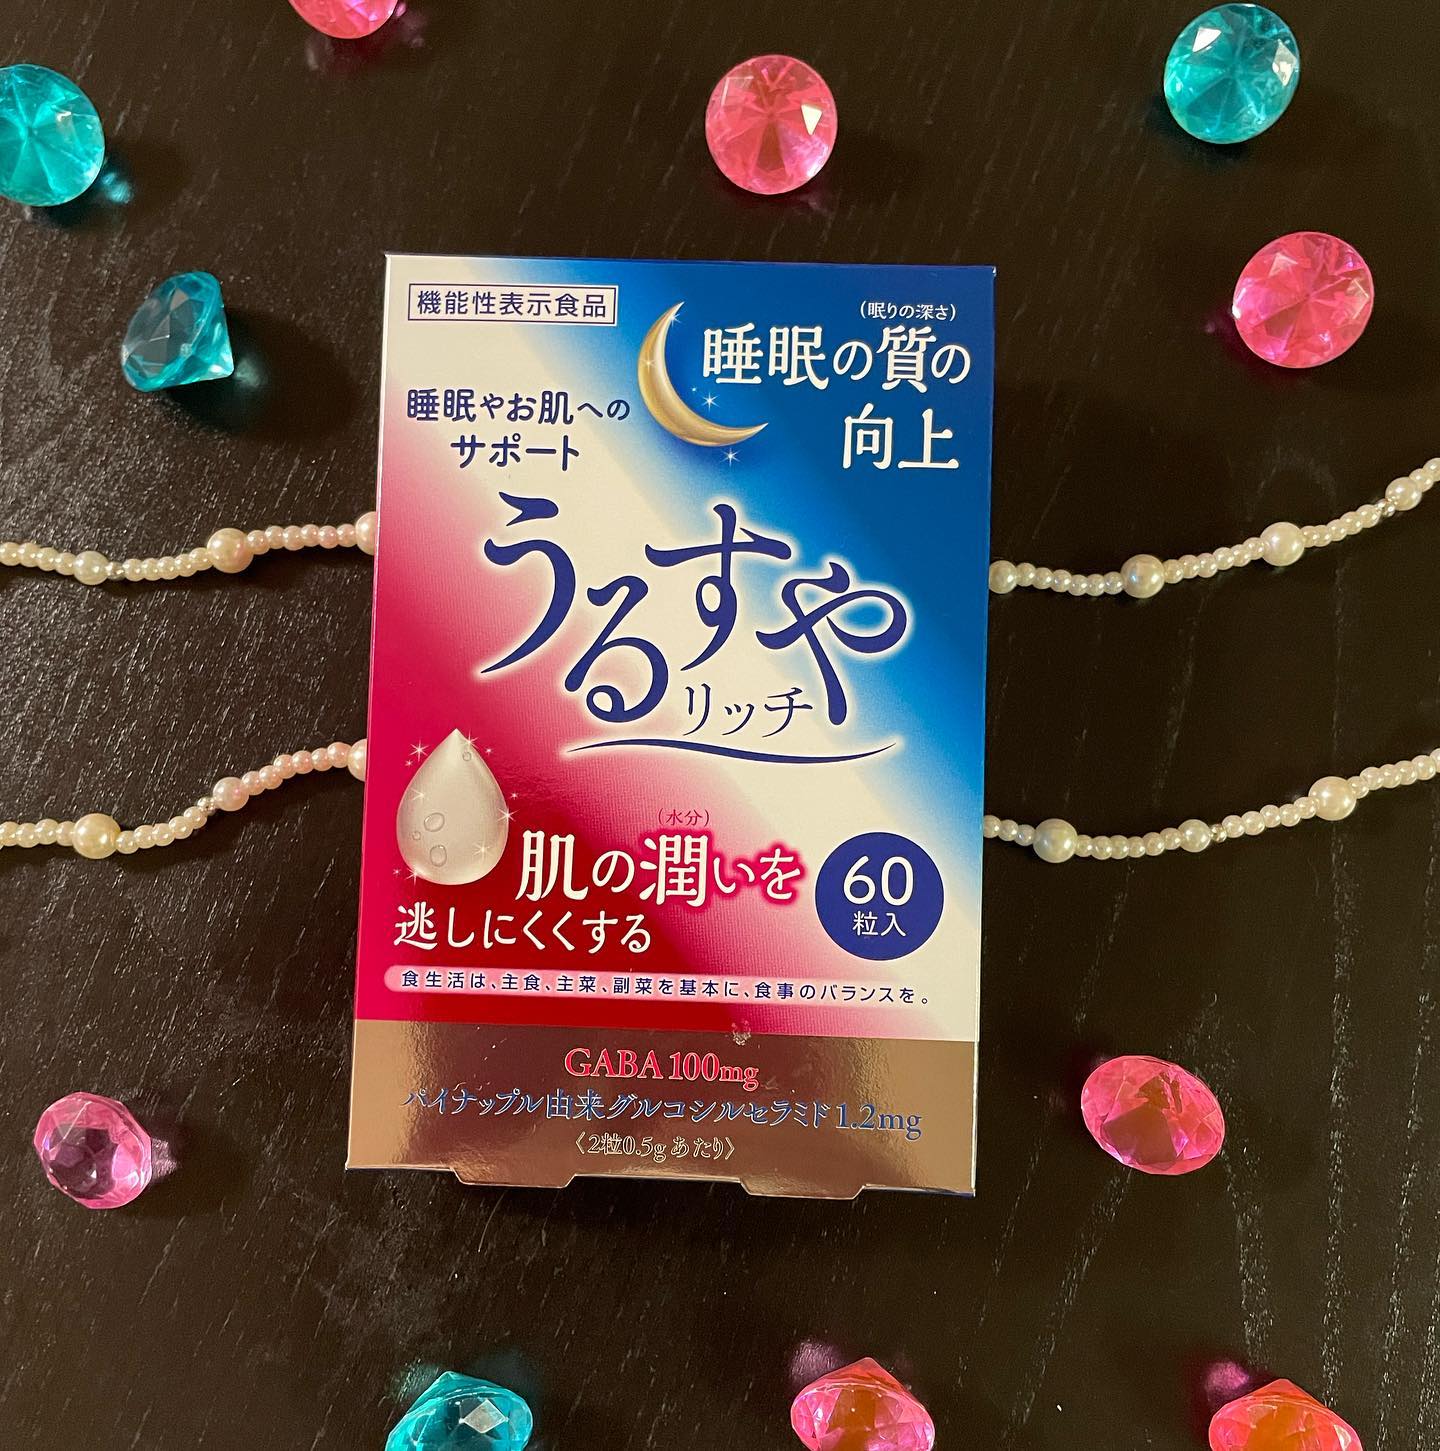 機能性表示食品
(眠りの深さ)
睡眠の質の
向上
睡眠やお肌への
サポート
うるすや
リッチ
(水分)
肌の潤いを
逃しにくくする
60
粒入
食生活は、主食、主菜、副菜を基本に、食事のバランスを。
GABA 100mg
パイナップル由来グルコシルセラミド 1.2mg
〈2粒0.5gあたり〉